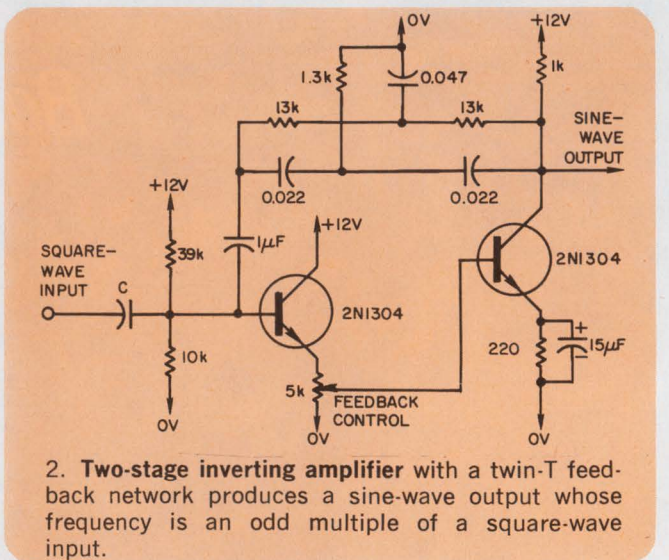 0V
+12V
1.3k
0.047
1k
13k
13k
SINE-
WAVE
OUTPUT
0.022
0.022
+12V
+12V
SQUARE-
WAVE
INPUT
C
39k
1μF
2N1304
2N1304
10k
5k
FEEDBACK
CONTROL
220
+
15μF
−
0V
0V
0V
2. Two-stage inverting amplifier with a twin-T feed-
back network produces a sine-wave output whose
frequency is an odd multiple of a square-wave
input.